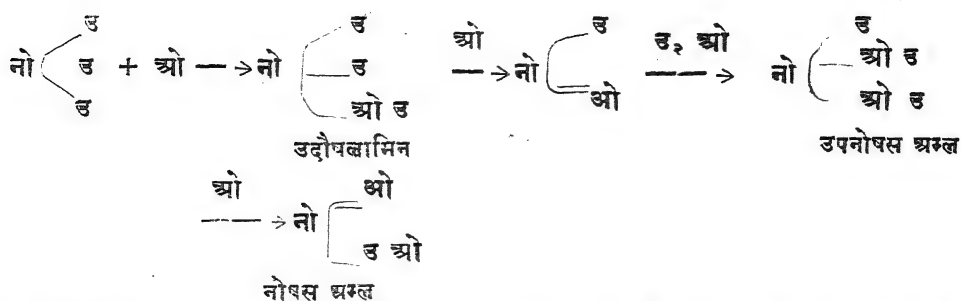 उ उ उ
नो उ + ओ → नो उ ओ → नो उ₂ ओ → नो ओ उ
उ ओ उ ओ ओ उ
उदौषलामिन उपनोषस अम्ल
ओ → नो ओ
उ ओ
नोषस अम्ल